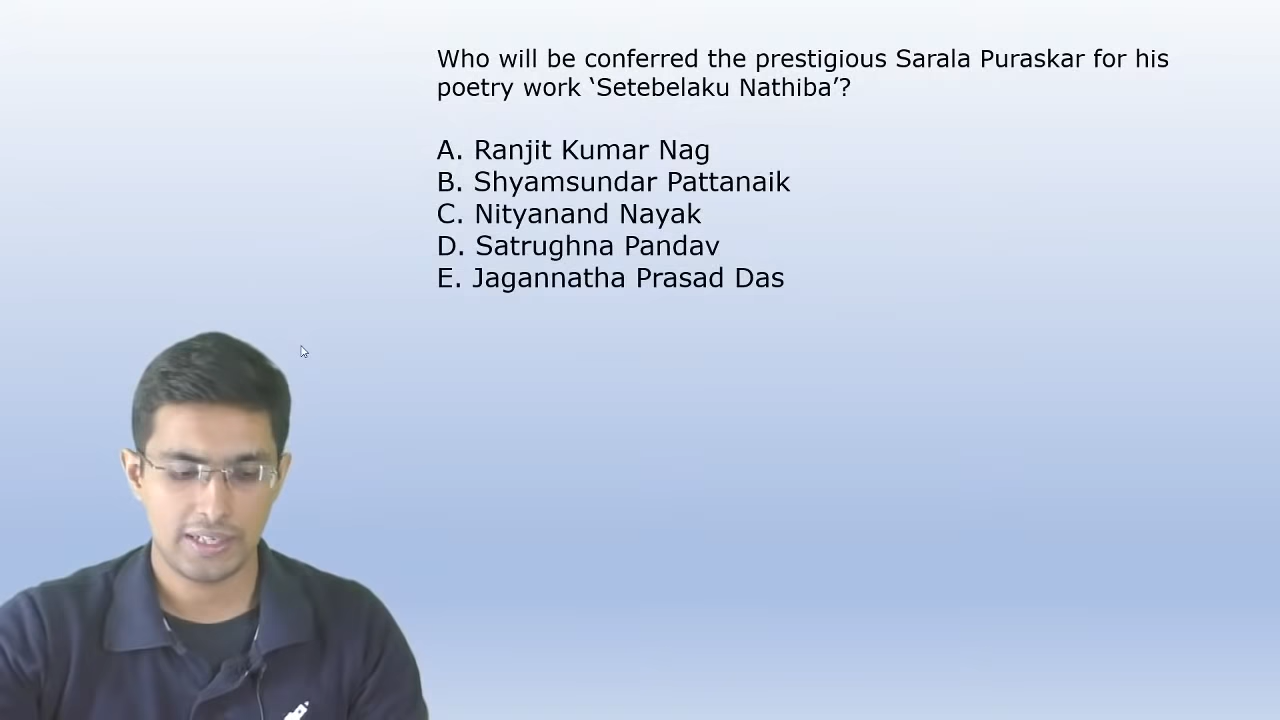 Who will be conferred the prestigious Sarala Puraskar for his
poetry work ‘Setebelaku Nathiba’?
A. Ranjit Kumar Nag
B. Shyamsundar Pattanaik
C. Nityanand Nayak
D. Satrughna Pandav
E. Jagannatha Prasad Das